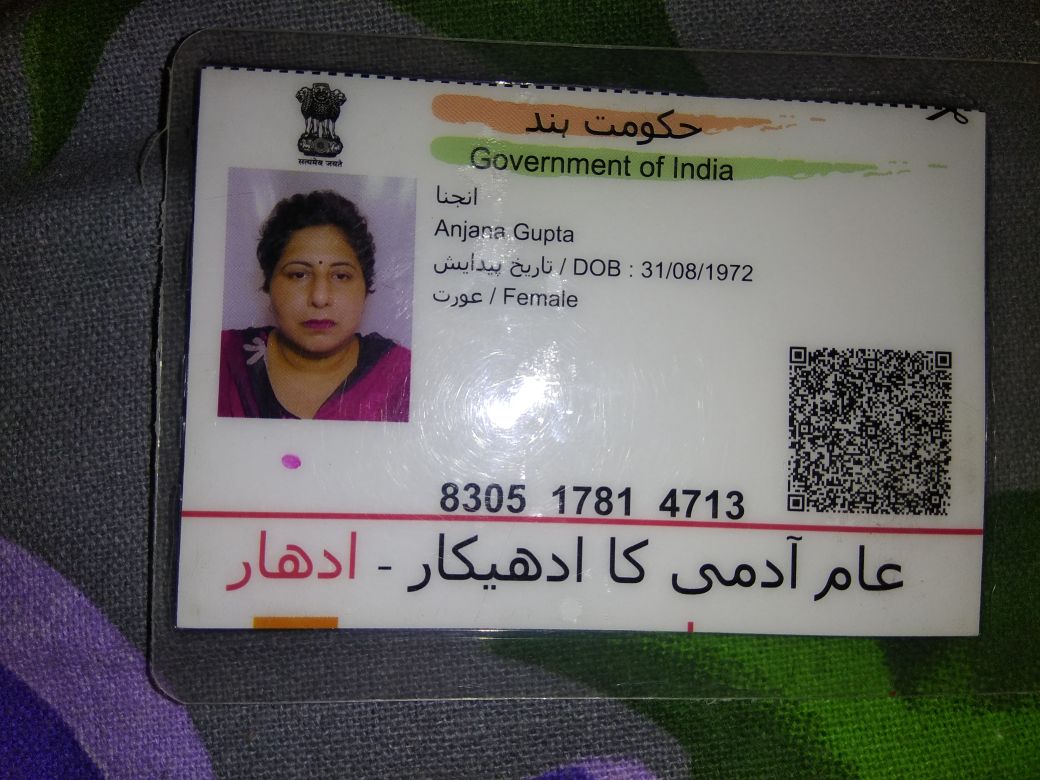 सत्यमेव जयते
حکومت ہند
Government of India
انجنا
Anjana Gupta
تاریخ پیدایش / DOB : 31/08/1972
عورت / Female
8305 1781 4713
عام آدمی کا ادھیکار - ادھار